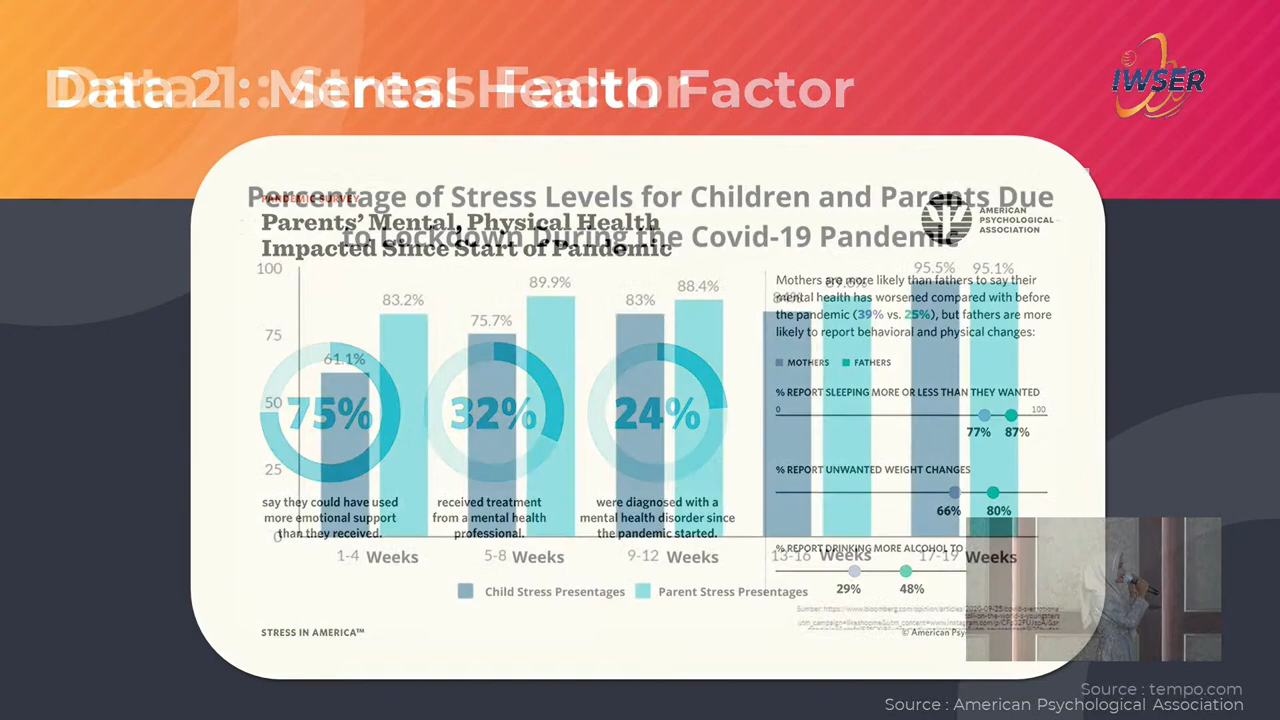 Data 1 : Stress Factor
Data 2 : Mental Health Factor
IWSER
Percentage of Stress Levels for Children and Parents Due
to Lockdown During the Covid-19 Pandemic
PANDEMIC SURVEY
Parents' Mental, Physical Health
Impacted Since Start of Pandemic
AMERICAN
PSYCHOLOGICAL
ASSOCIATION
100
75
50
25
0
61.1%
83.2%
75.7%
89.9%
83%
88.4%
84%
89.6%
95.5%
95.1%
1-4 Weeks
5-8 Weeks
9-12 Weeks
13-16 Weeks
17-19 Weeks
Child Stress Presentages
Parent Stress Presentages
75%
say they could have used
more emotional support
than they received.
32%
received treatment
from a mental health
professional.
24%
were diagnosed with a
mental health disorder since
the pandemic started.
Mothers are more likely than fathers to say their
mental health has worsened compared with before
the pandemic (39% vs. 25%), but fathers are more
likely to report behavioral and physical changes:
MOTHERS
FATHERS
% REPORT SLEEPING MORE OR LESS THAN THEY WANTED
0
100
77%
87%
% REPORT UNWANTED WEIGHT CHANGES
66%
80%
% REPORT DRINKING MORE ALCOHOL TO
29%
48%
STRESS IN AMERICA™
© American Psy
Source : tempo.com
Source : American Psychological Association